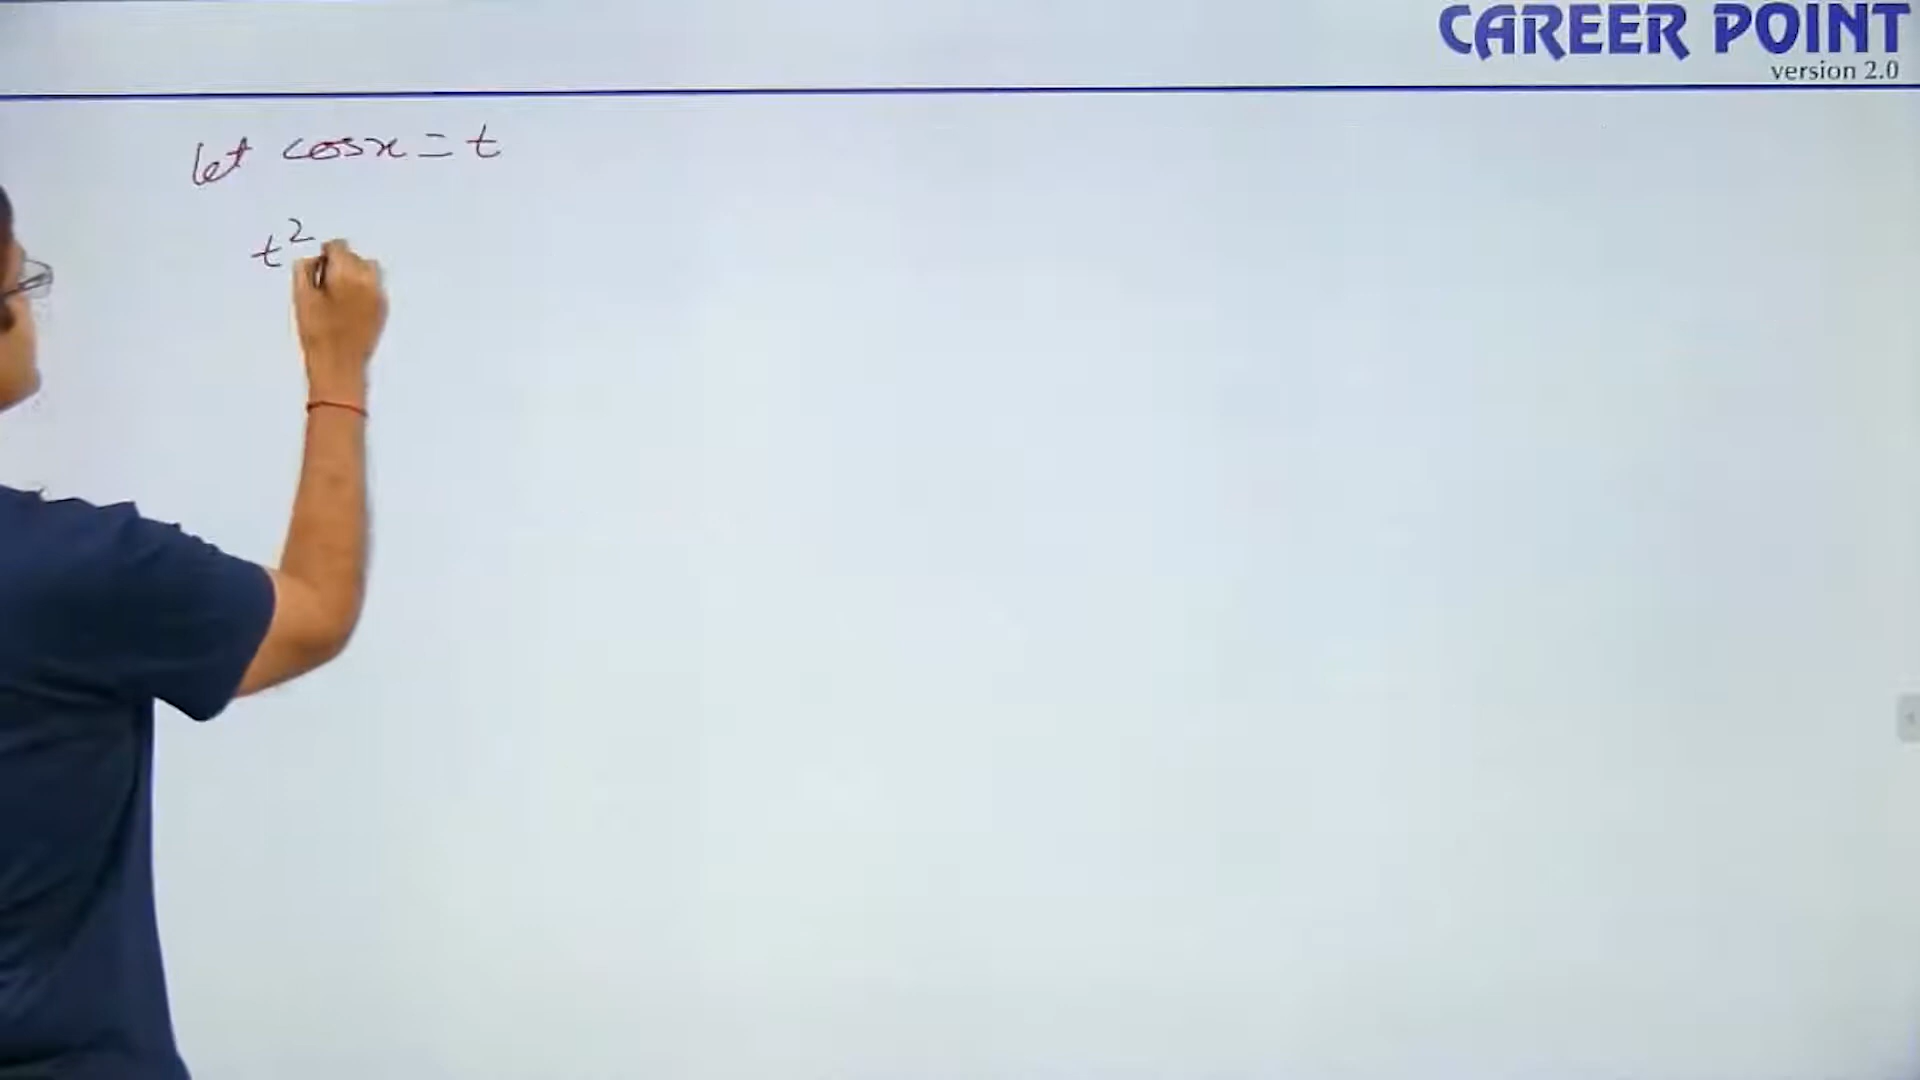 CAREER POINT
version 2.0
let cosx = t
t²